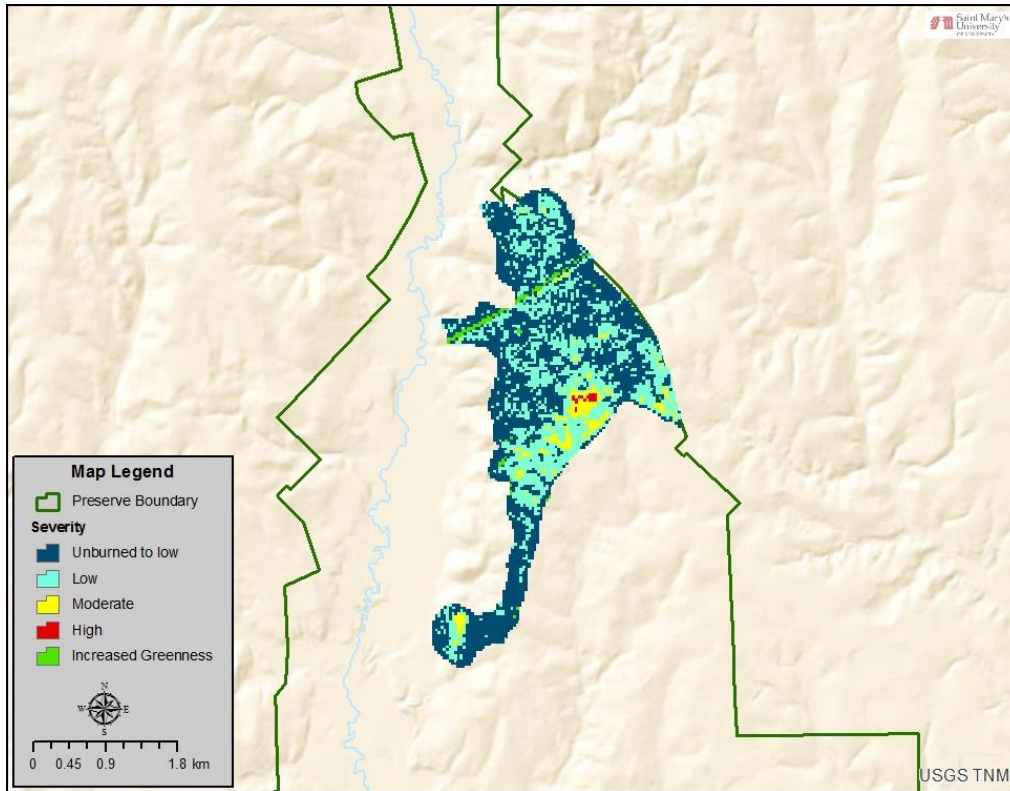 Saint Mary's
University
Map Legend
Preserve Boundary
Severity
Unburned to low
Low
Moderate
High
Increased Greenness
N
W E
S
0 0.45 0.9 1.8 km
USGS TNM